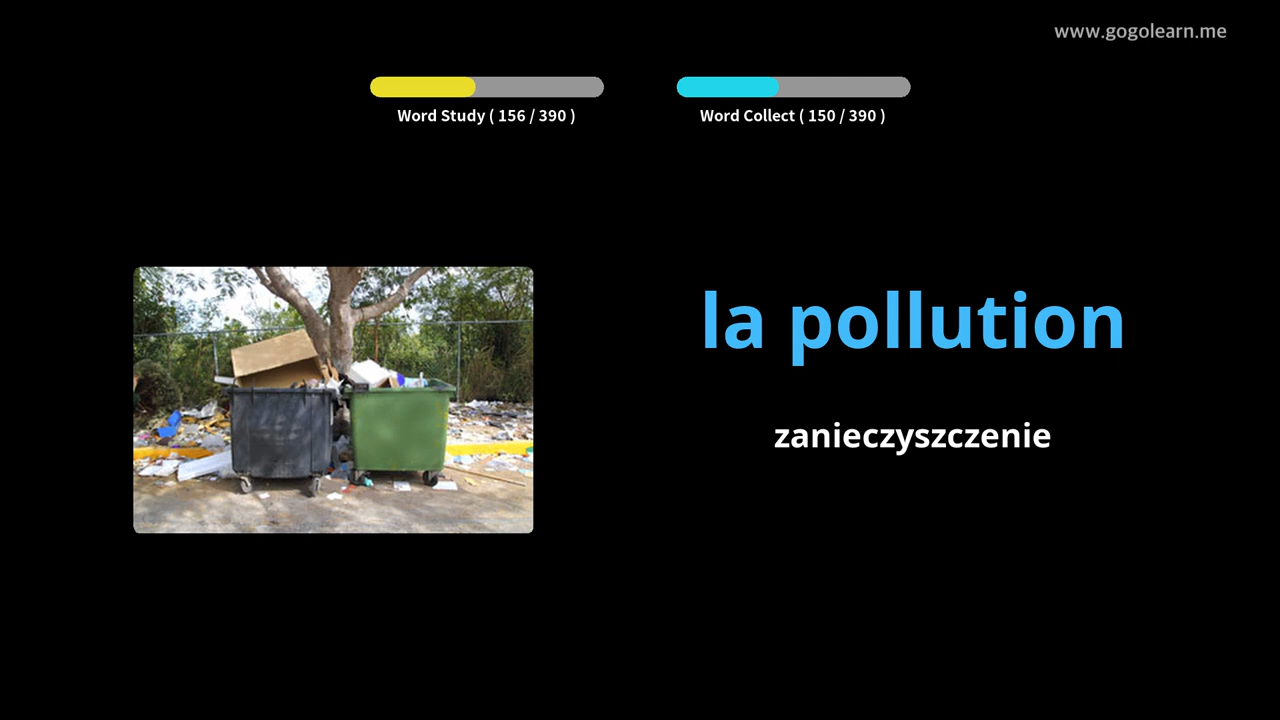 www.gogolearn.me
Word Study ( 156 / 390 )
Word Collect ( 150 / 390 )
la pollution
zanieczyszczenie